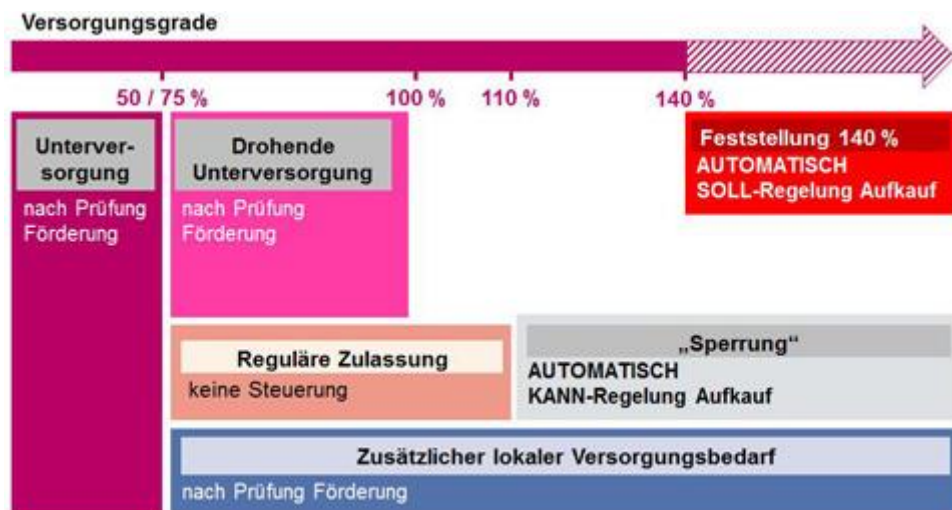 Versorgungsgrade
50 / 75 %
100 %
110 %
140 %
Unterver-
sorgung
nach Prüfung
Förderung
Drohende
Unterversorgung
nach Prüfung
Förderung
Feststellung 140 %
AUTOMATISCH
SOLL-Regelung Aufkauf
Reguläre Zulassung
keine Steuerung
„Sperrung“
AUTOMATISCH
KANN-Regelung Aufkauf
Zusätzlicher lokaler Versorgungsbedarf
nach Prüfung Förderung